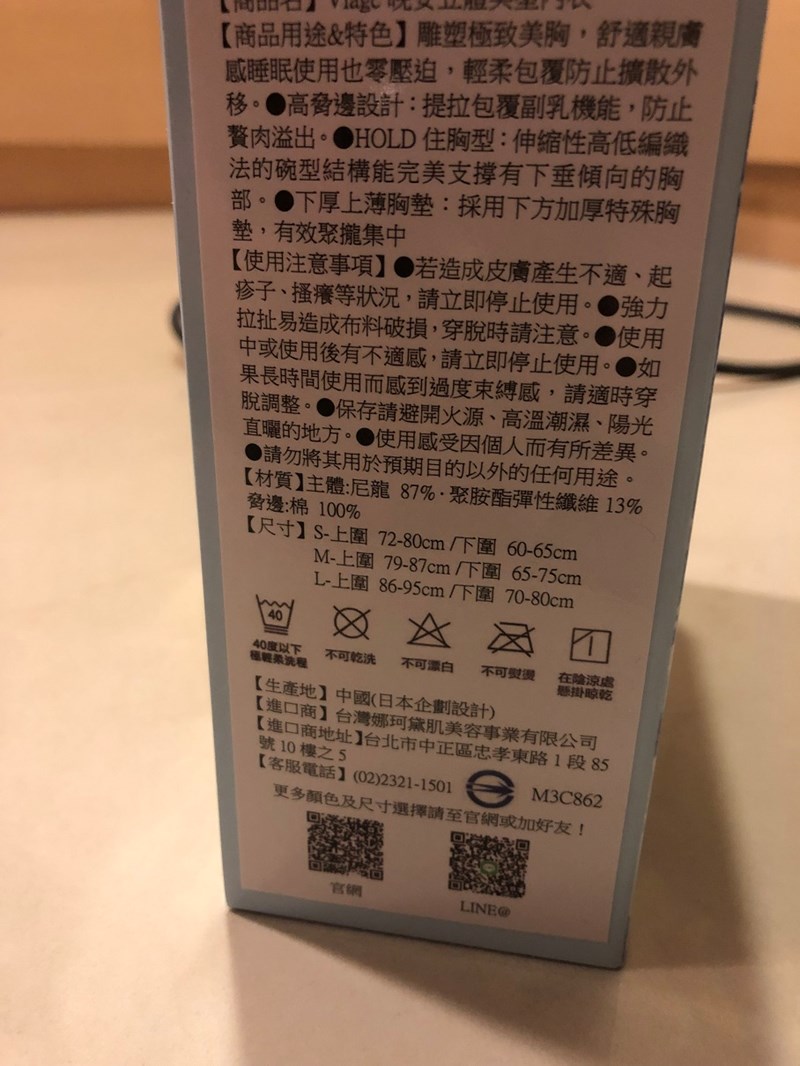 【商品名】Viage 晚安立體美型內衣
【商品用途&特色】雕塑極致美胸，舒適親膚
感睡眠使用也零壓迫，輕柔包覆防止擴散外
移。●高脅邊設計：提拉包覆副乳機能，防止
贅肉溢出。●HOLD 住胸型：伸縮性高低編織
法的碗型結構能完美支撐有下垂傾向的胸
部。●下厚上薄胸墊：採用下方加厚特殊胸
墊，有效聚攏集中
【使用注意事項】●若造成皮膚產生不適、起
疹子、搔癢等狀況，請立即停止使用。●強力
拉扯易造成布料破損，穿脫時請注意。●使用
中或使用後有不適感，請立即停止使用。●如
果長時間使用而感到過度束縛感，請適時穿
脫調整。●保存請避開火源、高溫潮濕、陽光
直曬的地方。●使用感受因個人而有所差異。
●請勿將其用於預期目的以外的任何用途。
【材質】主體:尼龍 87%·聚胺酯彈性纖維 13%
脅邊:棉 100%
【尺寸】S-上圍 72-80cm /下圍 60-65cm
M-上圍 79-87cm /下圍 65-75cm
L-上圍 86-95cm /下圍 70-80cm
40
40度以下
極輕柔洗程
不可乾洗
不可漂白
不可熨燙
在陰涼處
懸掛晾乾
【生產地】中國(日本企劃設計)
【進口商】台灣娜珂黛肌美容事業有限公司
【進口商地址】台北市中正區忠孝東路 1 段 85
號 10 樓之 5
【客服電話】(02)2321-1501
M3C862
更多顏色及尺寸選擇請至官網或加好友！
官網
LINE@